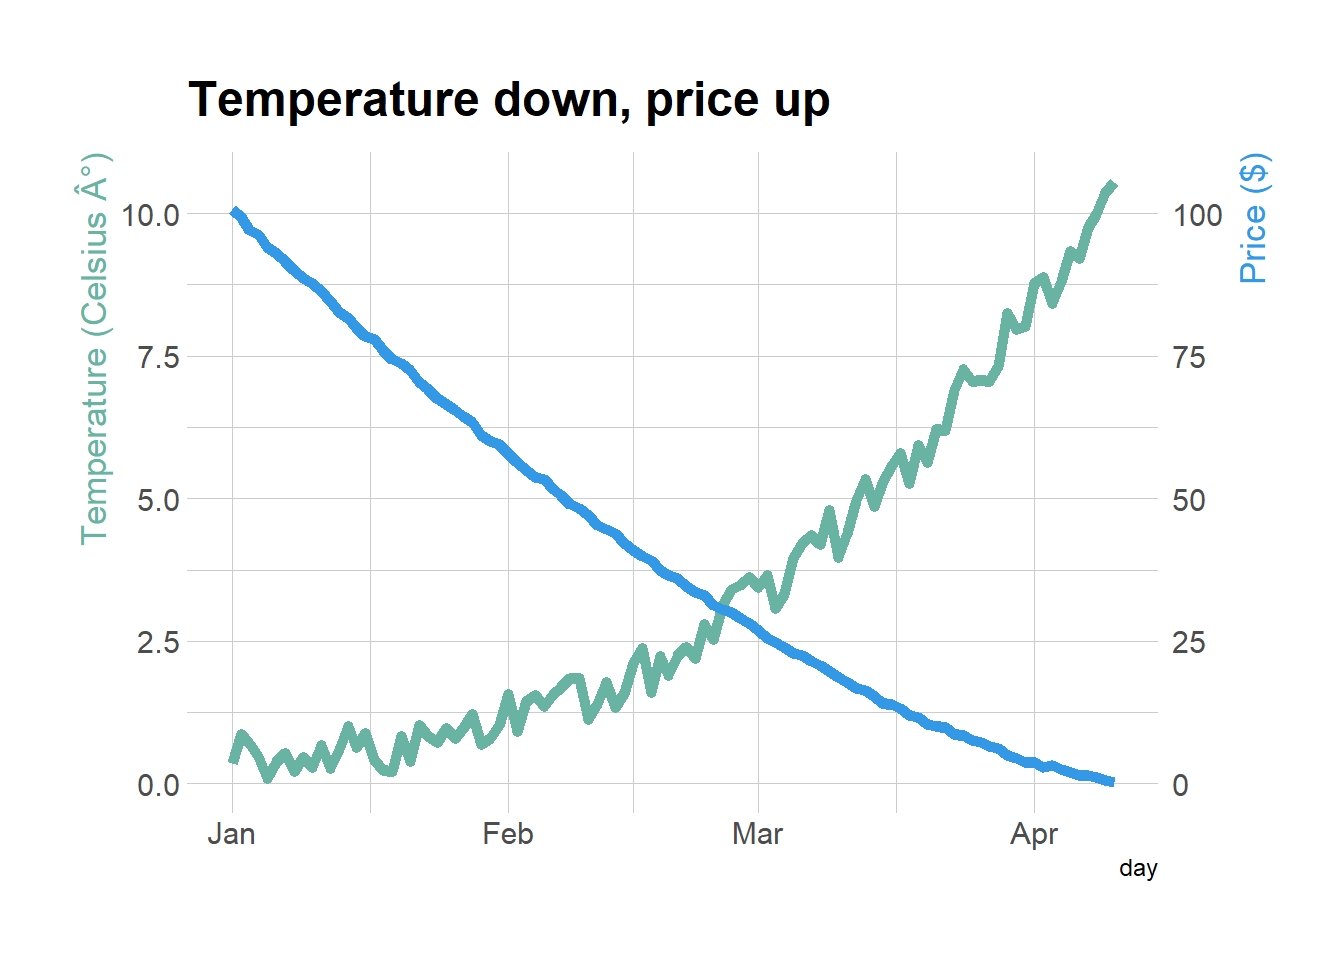 Temperature down, price up
Temperature (Celsius Â°)
Price ($)
10.0
7.5
5.0
2.5
0.0
100
75
50
25
0
Jan Feb Mar Apr
day